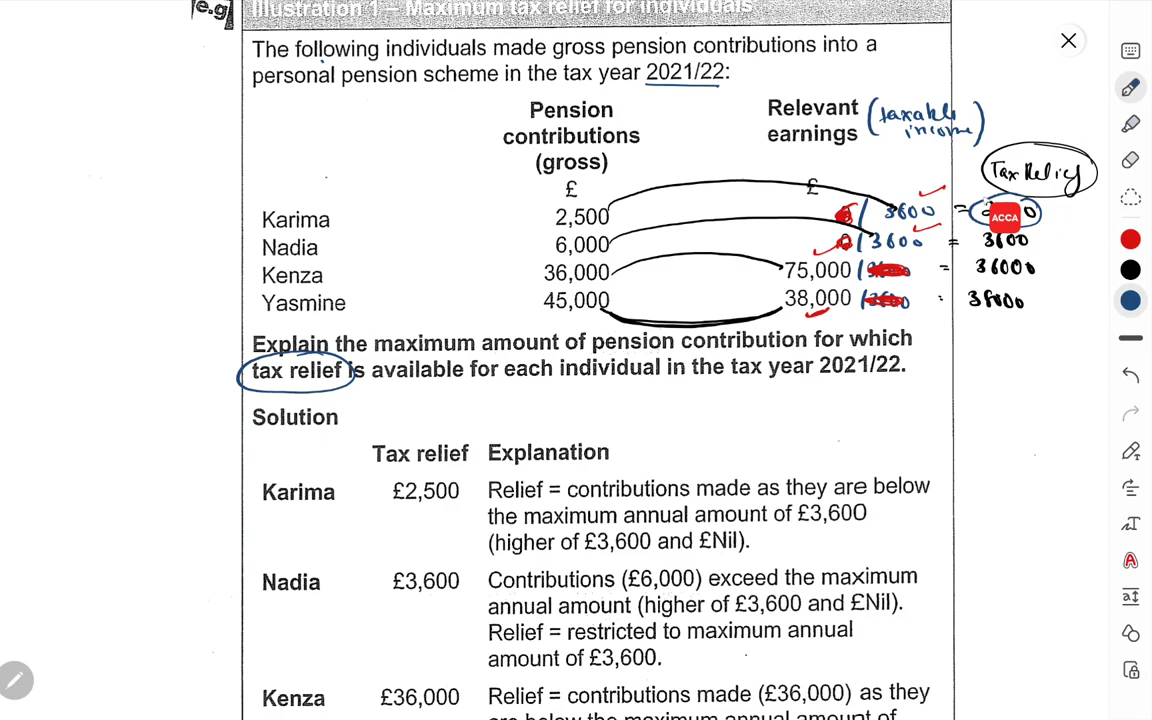 e.g
Illustration 1 – Maximum tax relief for individuals
The following individuals made gross pension contributions into a
personal pension scheme in the tax year 2021/22:
Pension contributions (gross) Relevant earnings (taxable income)
Tax Relief
£ £
Karima 2,500 / 3600 =
ACCA
Nadia 6,000 / 3600 = 3600
Kenza 36,000 75,000 / = 36000
Yasmine 45,000 38,000 / = 38000
Explain the maximum amount of pension contribution for which
tax relief is available for each individual in the tax year 2021/22.
Solution
Tax relief Explanation
Karima £2,500 Relief = contributions made as they are below
the maximum annual amount of £3,600
(higher of £3,600 and £Nil).
Nadia £3,600 Contributions (£6,000) exceed the maximum
annual amount (higher of £3,600 and £Nil).
Relief = restricted to maximum annual
amount of £3,600.
Kenza £36,000 Relief = contributions made (£36,000) as they
are below the maximum annual amount of